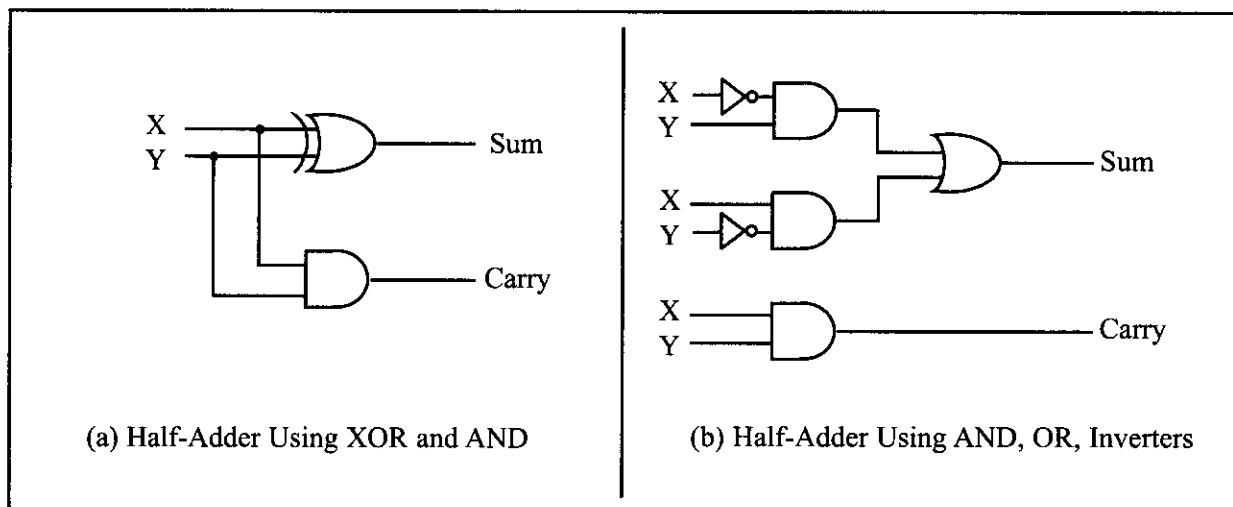 X
Y
Sum
Carry
(a) Half-Adder Using XOR and AND
X
Y
X
Y
Sum
X
Y
Carry
(b) Half-Adder Using AND, OR, Inverters